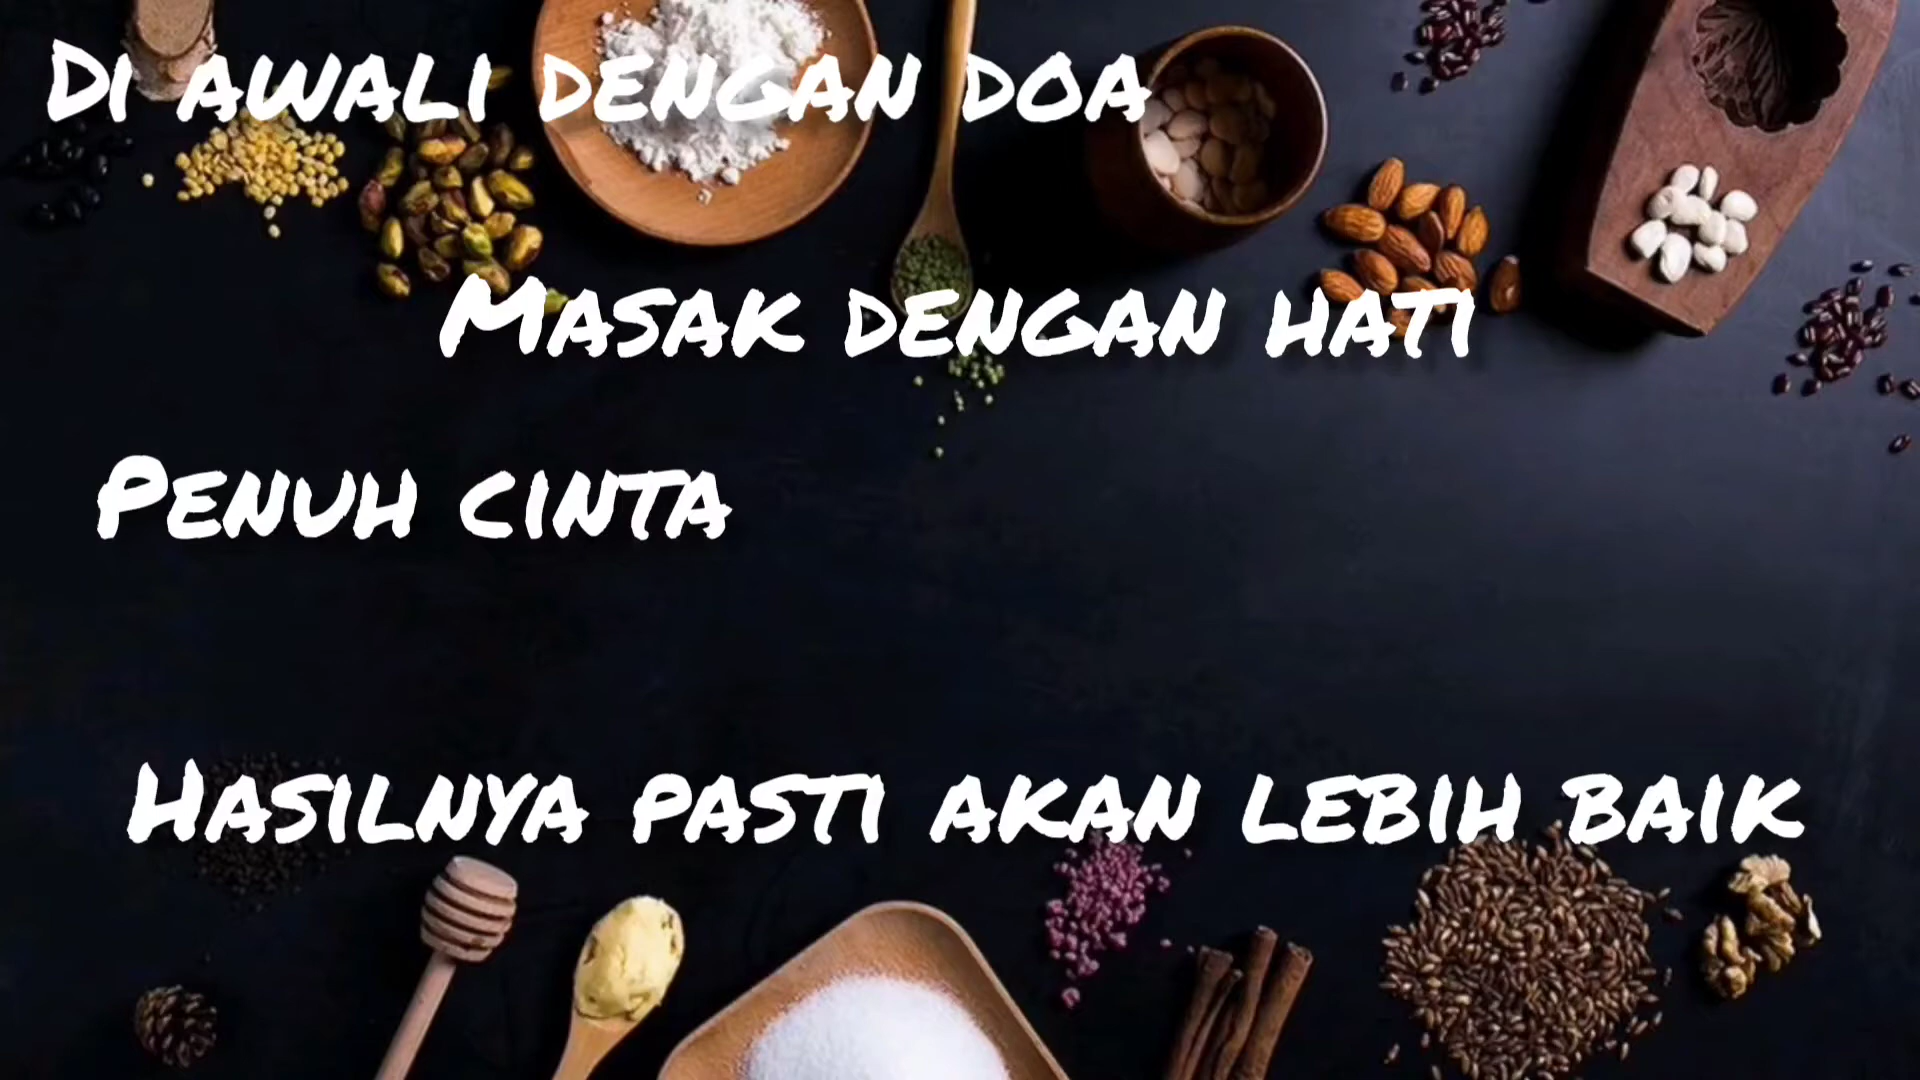 Di awali dengan doa
Masak dengan hati
Penuh cinta
Hasilnya pasti akan lebih baik